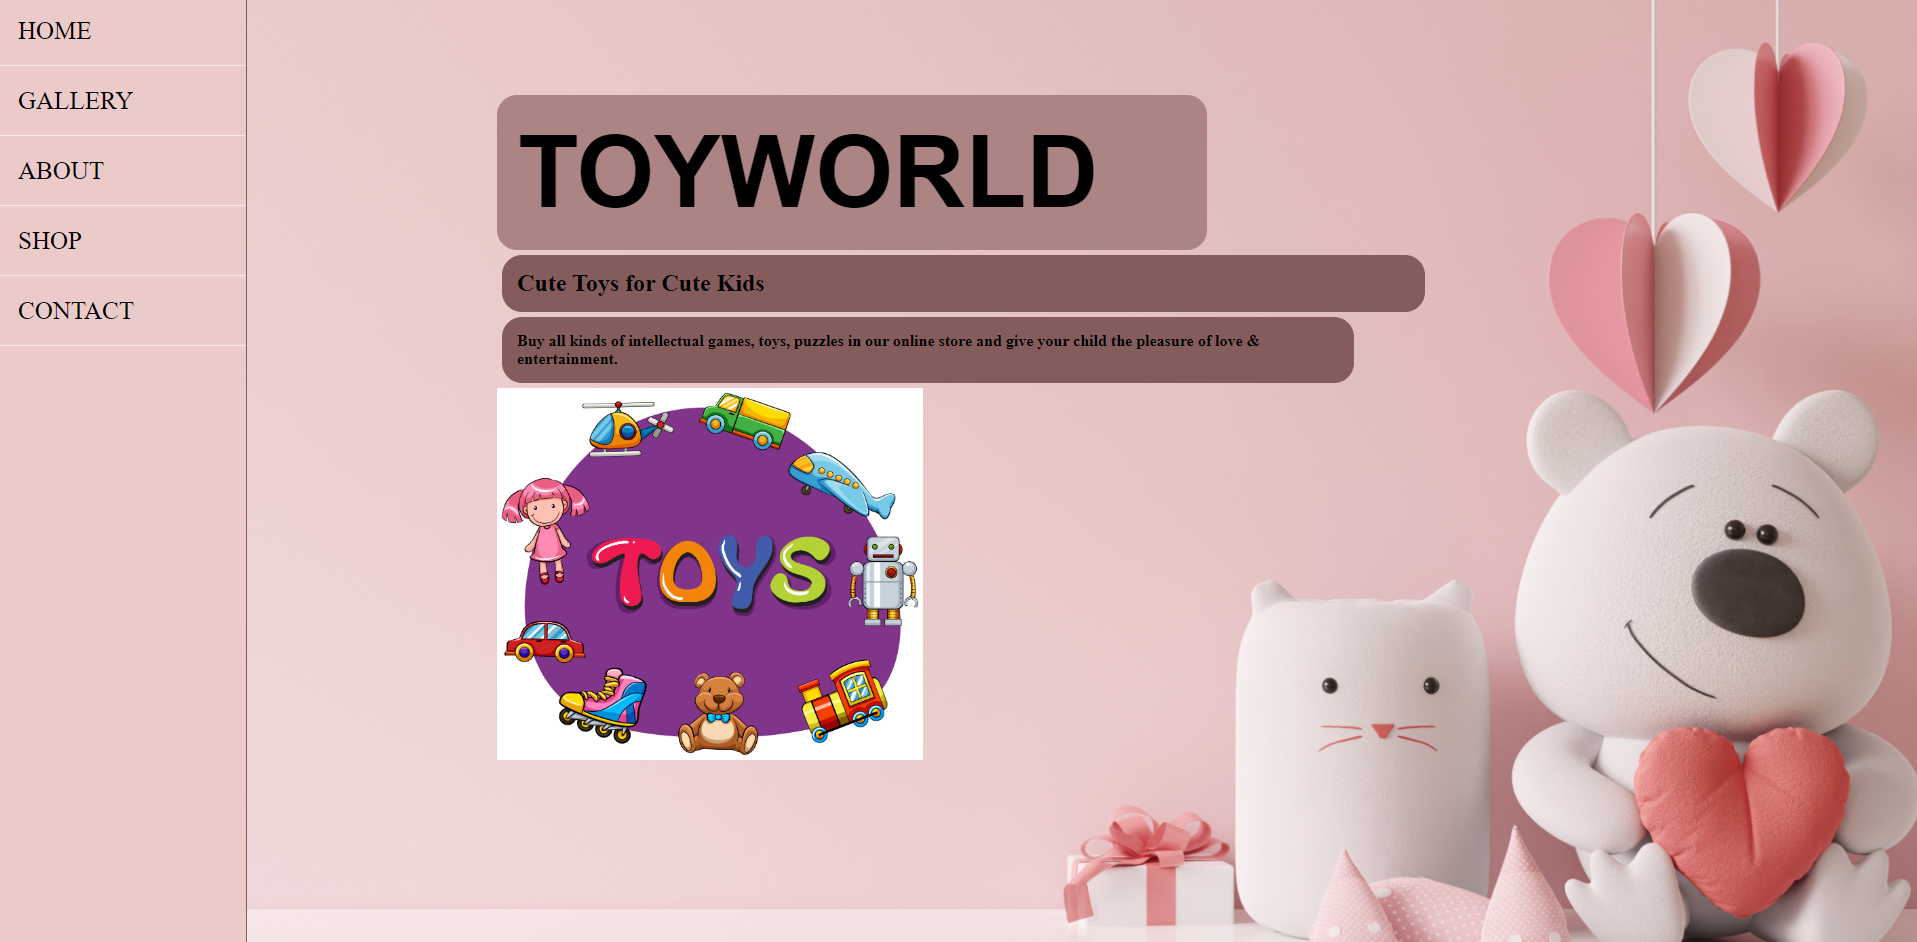 HOME
GALLERY
ABOUT
SHOP
CONTACT
TOYWORLD
Cute Toys for Cute Kids
Buy all kinds of intellectual games, toys, puzzles in our online store and give your child the pleasure of love &
entertainment.
TOYS